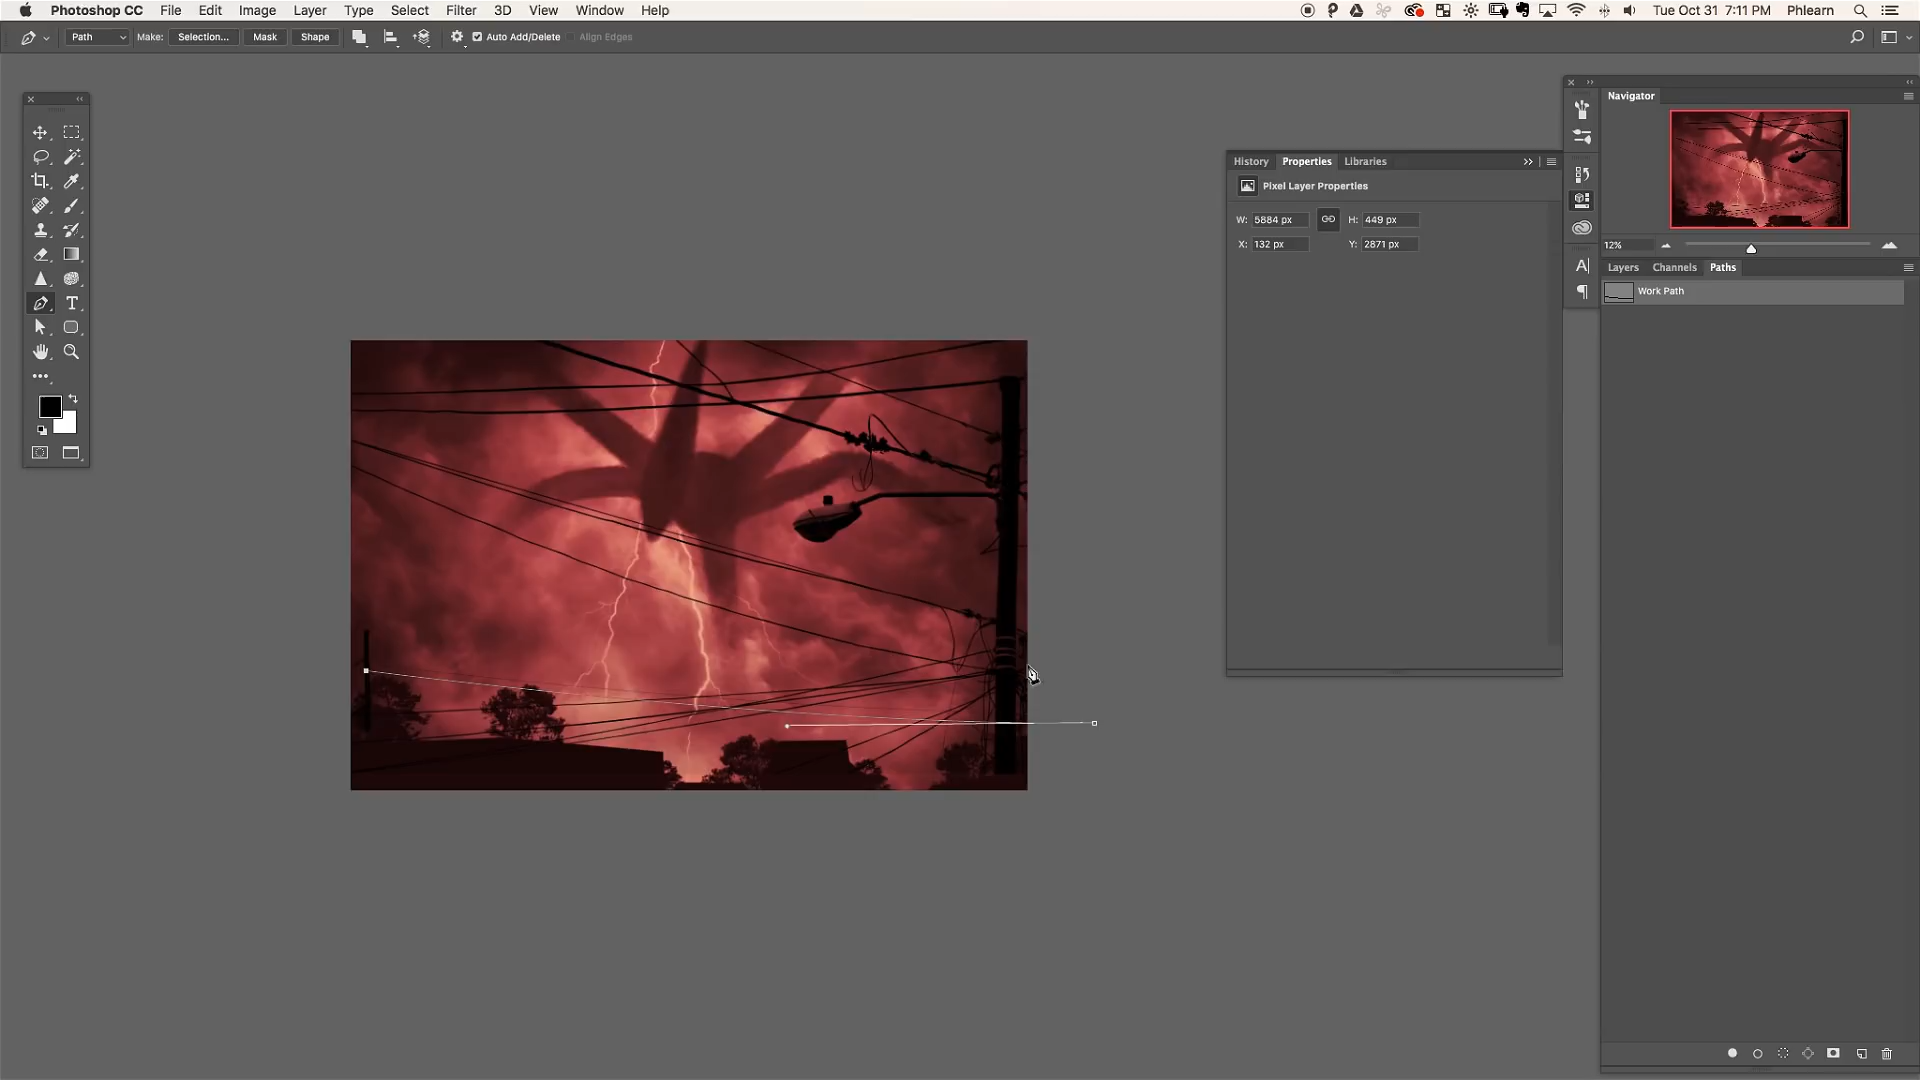 Photoshop CC File Edit Image Layer Type Select Filter 3D View Window Help Tue Oct 31 7:11 PM Phlearn
Path Make: Selection... Mask Shape Auto Add/Delete Align Edges
Navigator
History Properties Libraries
Pixel Layer Properties
W: 5884 px H: 449 px
X: 132 px Y: 2871 px
12%
Layers Channels Paths
Work Path